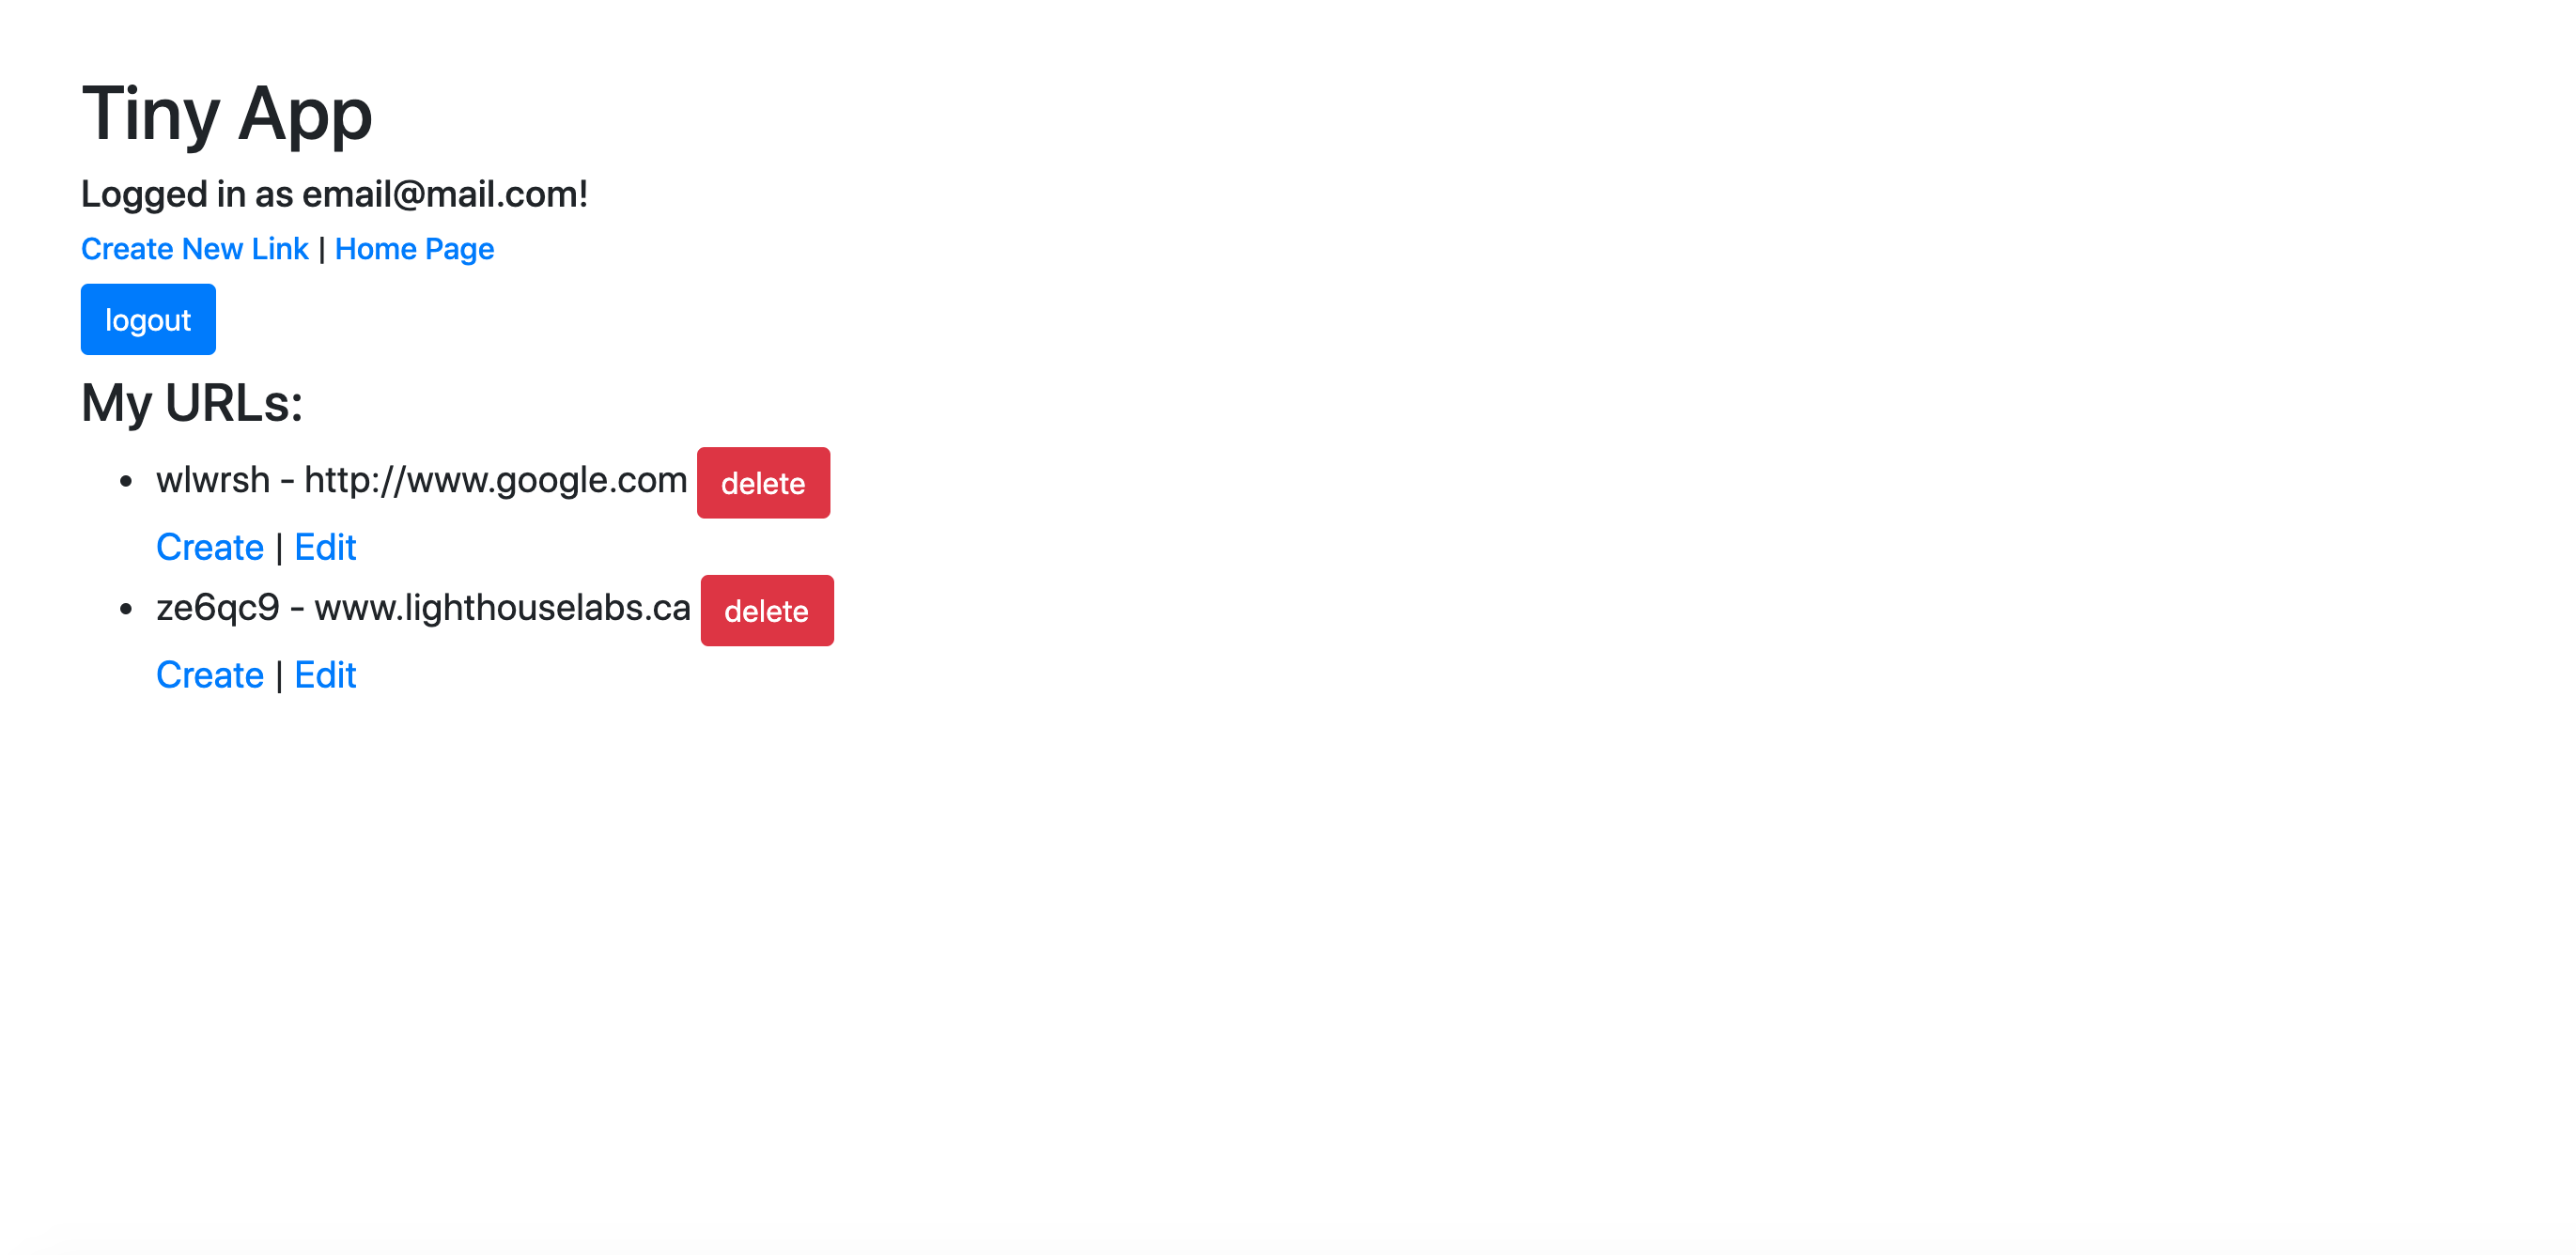 Tiny App
Logged in as email@mail.com!
Create New Link | Home Page
logout
My URLs:
• wlwrsh - http://www.google.com delete
Create | Edit
• ze6qc9 - www.lighthouselabs.ca delete
Create | Edit